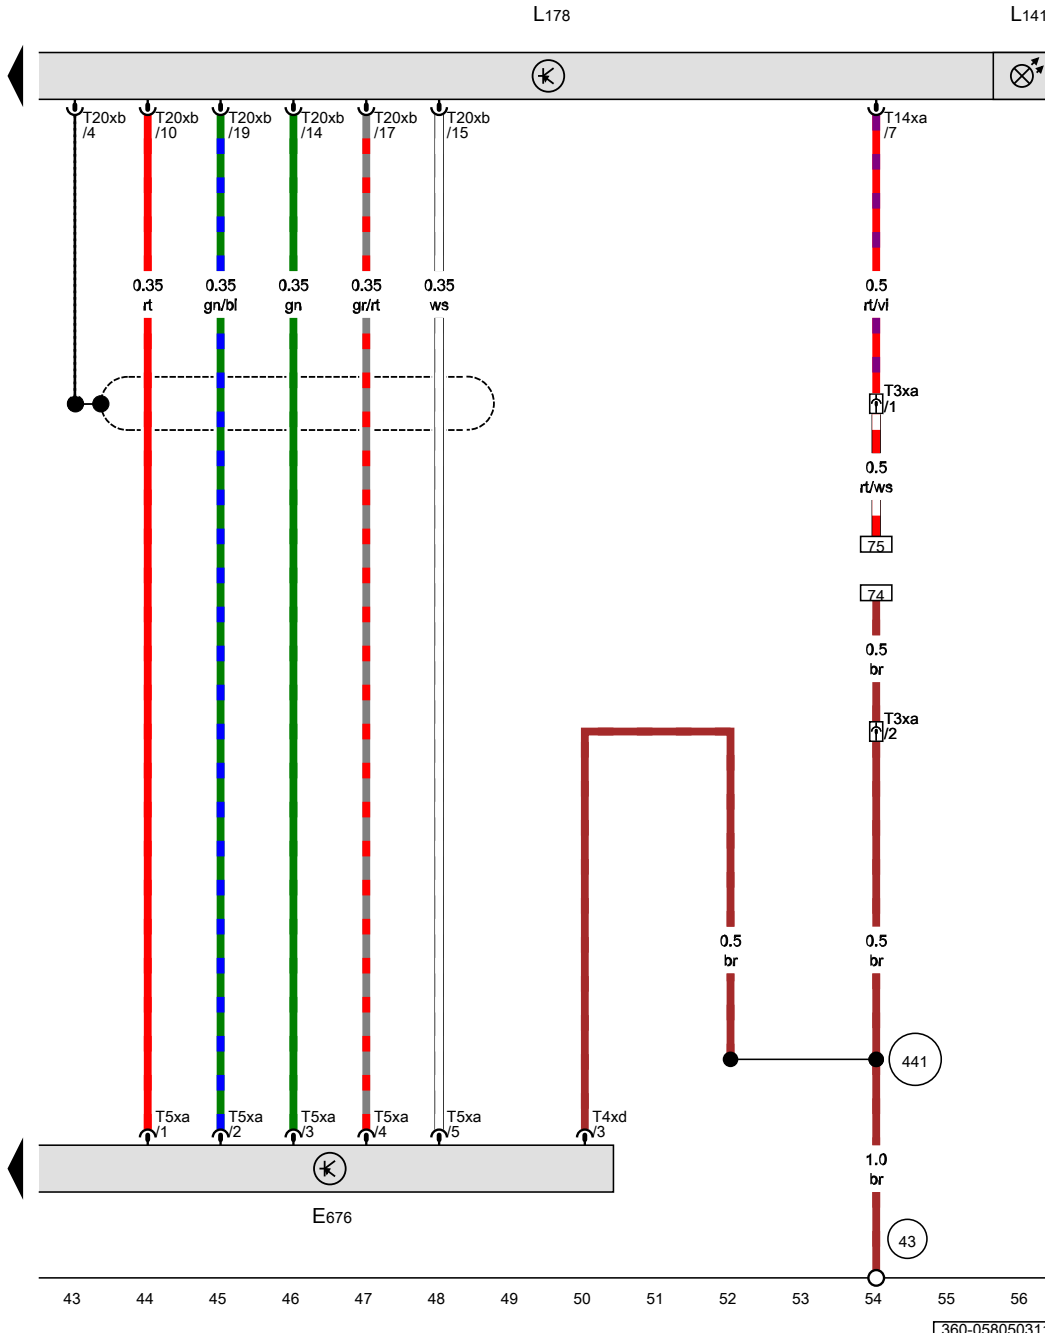 L178
L141
T20xb
/4
T20xb
/10
T20xb
/19
T20xb
/14
T20xb
/17
T20xb
/15
T14xa
/7
0.35
rt
0.35
gn/bl
0.35
gn
0.35
gr/rt
0.35
ws
0.5
rt/vi
T3xa
/1
0.5
rt/ws
75
74
0.5
br
T3xa
/2
0.5
br
0.5
br
441
T5xa
/1
T5xa
/2
T5xa
/3
T5xa
/4
T5xa
/5
T4xd
/3
1.0
br
E676
43
43 44 45 46 47 48 49 50 51 52 53 54 55 56